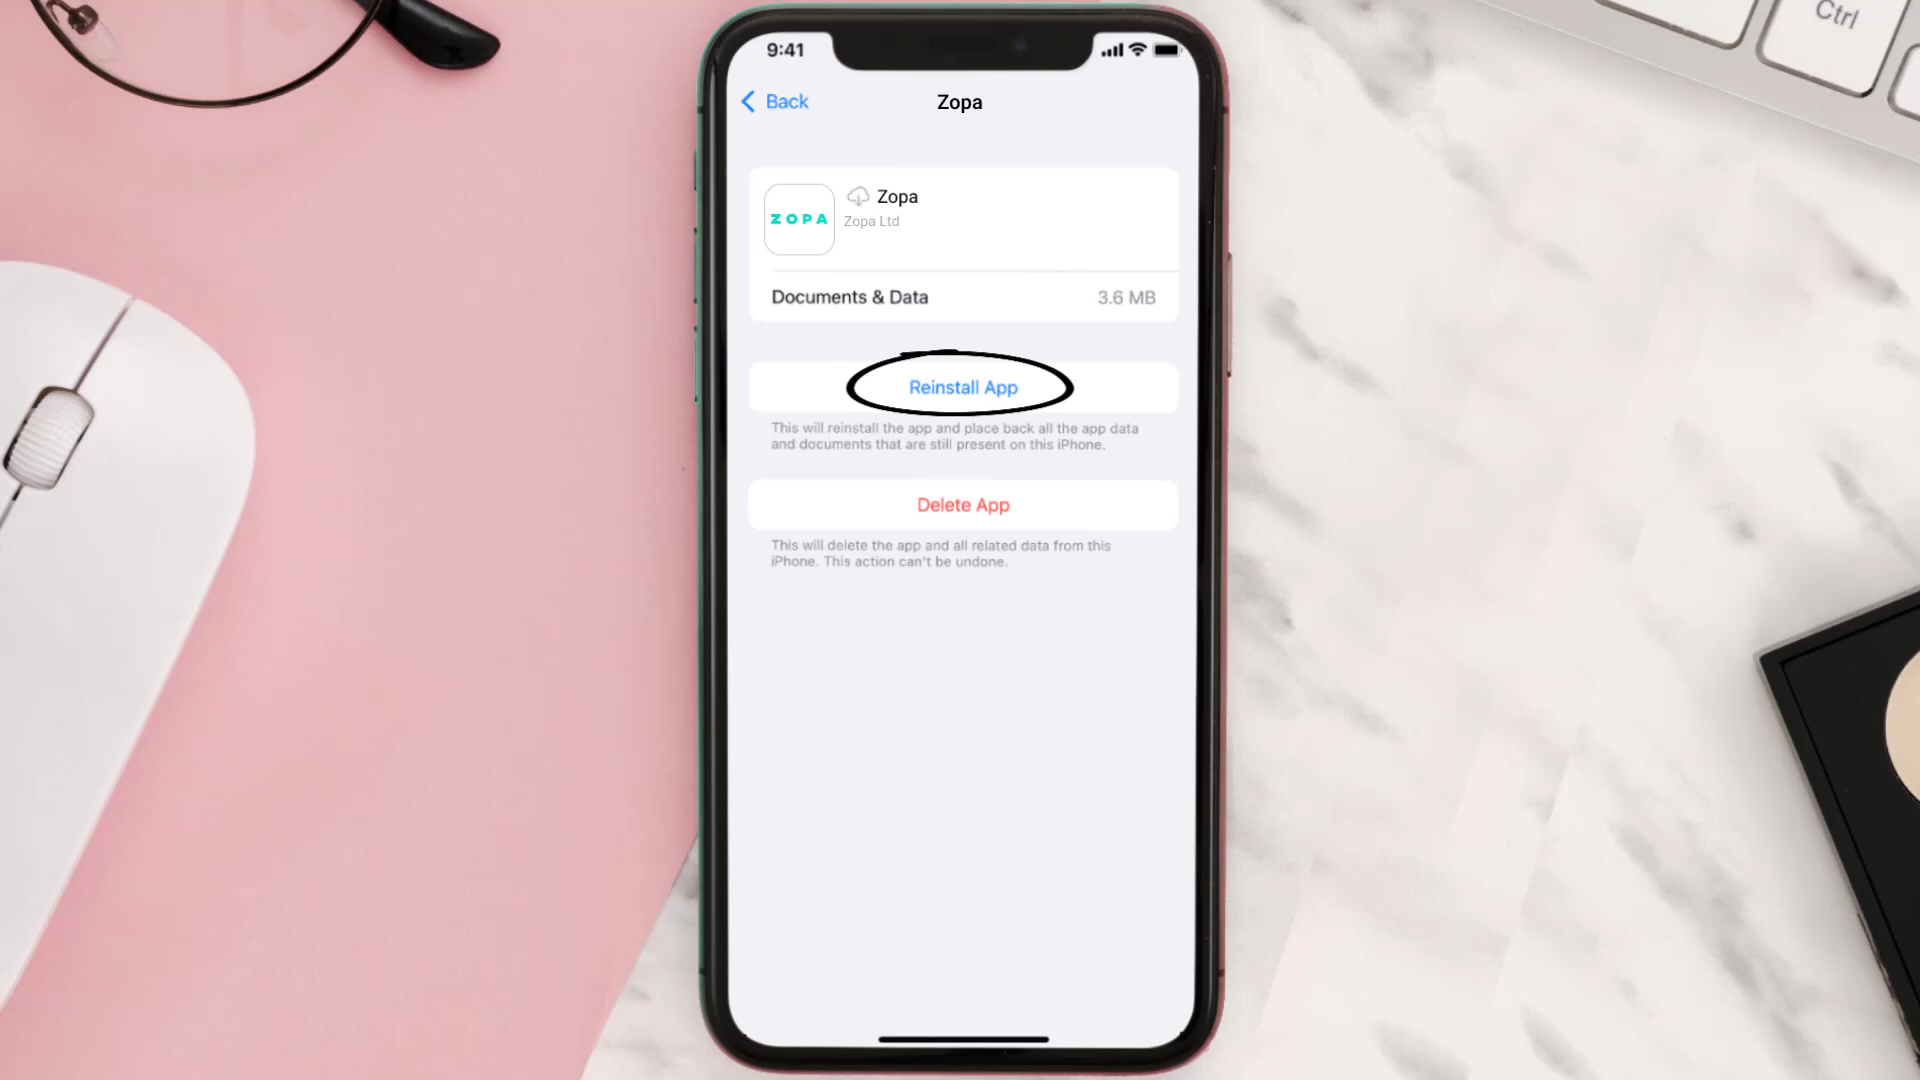 Ctrl
9:41
Back
Zopa
ZOPA
Zopa
Zopa Ltd
Documents & Data
3.6 MB
Reinstall App
This will reinstall the app and place back all the app data
and documents that are still present on this iPhone.
Delete App
This will delete the app and all related data from this
iPhone. This action can't be undone.